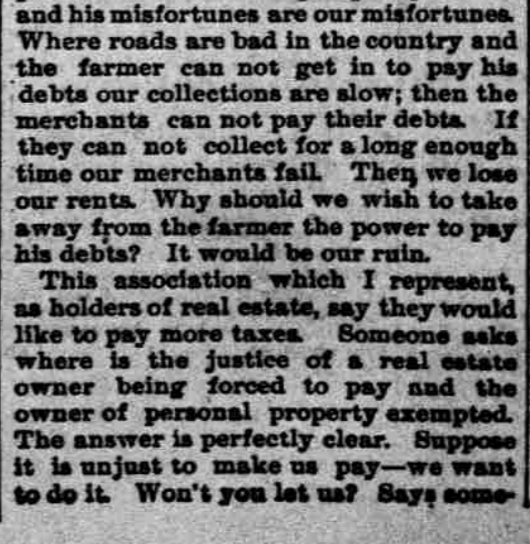 and his misfortunes are our misfortunes.
Where roads are bad in the country and
the farmer can not get in to pay his
debts our collections are slow; then the
merchants can not pay their debts. If
they can not collect for a long enough
time our merchants fail. Then we lose
our rents. Why should we wish to take
away from the farmer the power to pay
his debts? It would be our ruin.
This association which I represent,
as holders of real estate, say they would
like to pay more taxes. Someone asks
where is the justice of a real estate
owner being forced to pay and the
owner of personal property exempted.
The answer is perfectly clear. Suppose
it is unjust to make us pay—we want
to do it. Won't you let us? Says some-